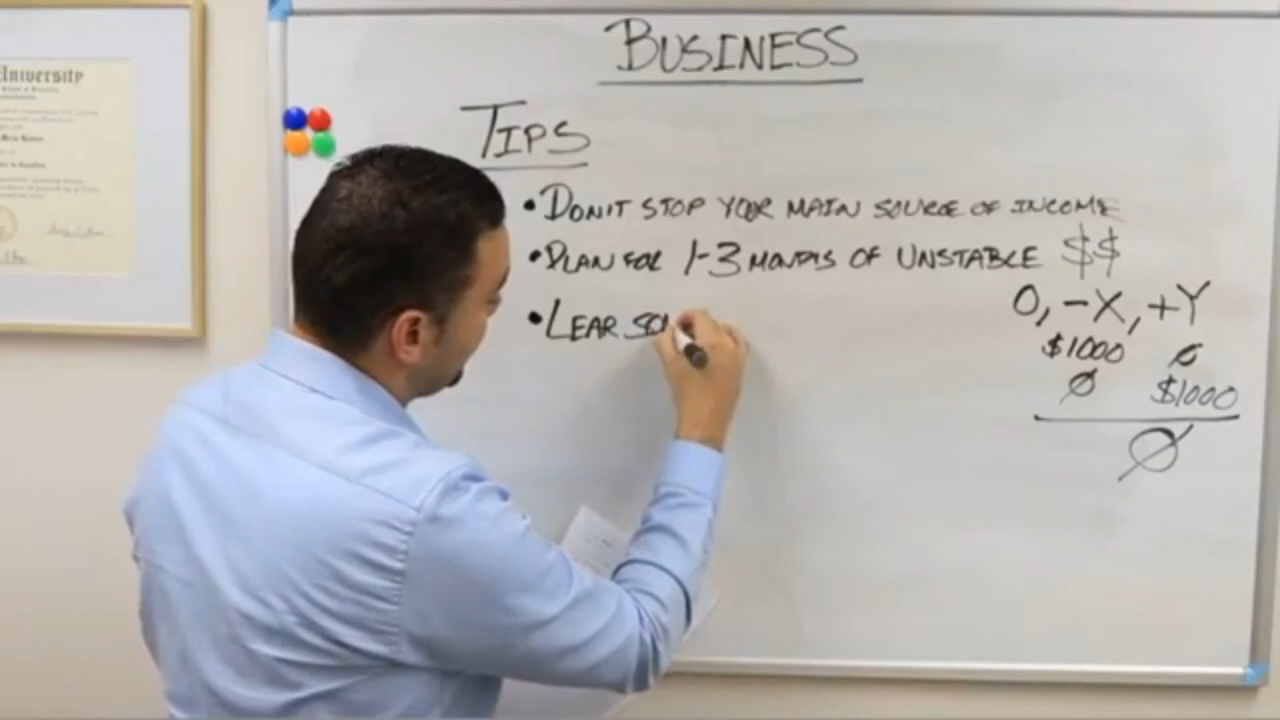 University
BUSINESS
TIPS
• DON'T STOP YOUR MAIN SOURCE OF INCOME
• PLAN FOR 1-3 MONTHS OF UNSTABLE $$
O, -X, +Y
$1000 Ø
Ø $1000
Ø
• LEAR SOU